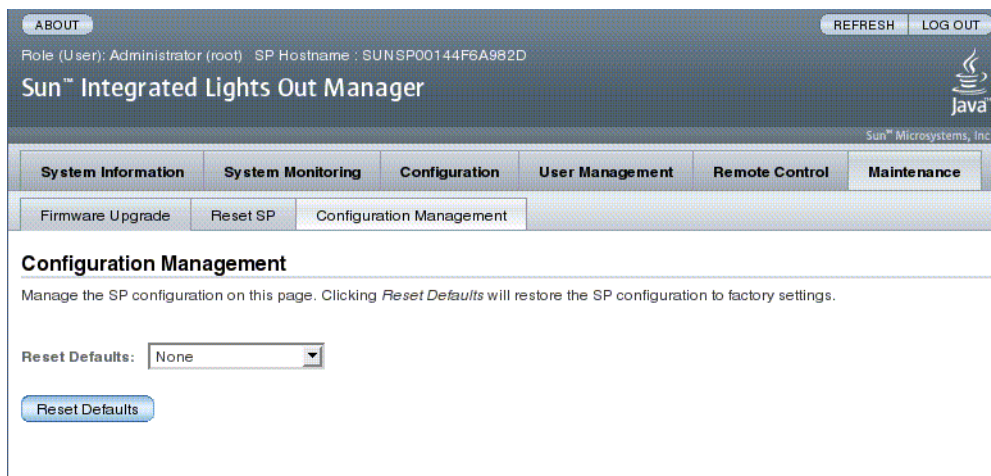 ABOUT
REFRESH LOG OUT
Role (User): Administrator (root) SP Hostname : SUNSP00144F6A982D
Sun™ Integrated Lights Out Manager
Java™
Sun™ Microsystems, Inc
System Information System Monitoring Configuration User Management Remote Control Maintenance
Firmware Upgrade Reset SP Configuration Management
Configuration Management
Manage the SP configuration on this page. Clicking Reset Defaults will restore the SP configuration to factory settings.
Reset Defaults: None
Reset Defaults